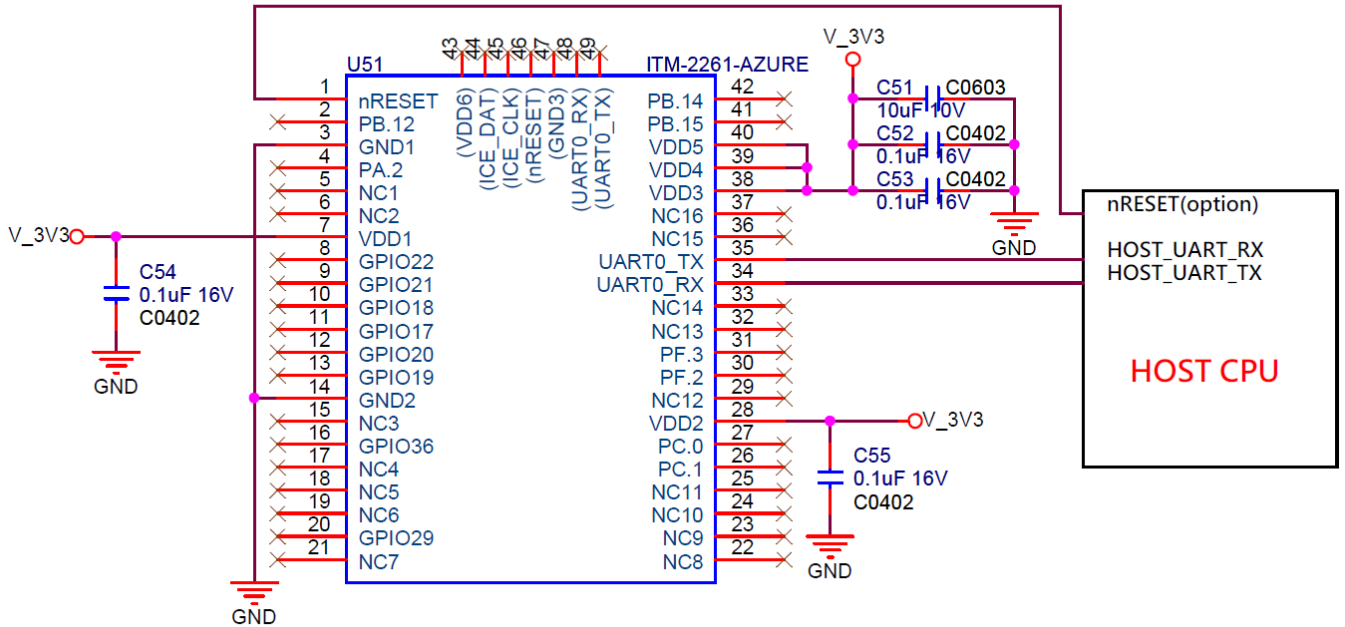 U51
ITM-2261-AZURE
43
44
45
46
47
48
49
(VDD6)
(ICE_DAT)
(ICE_CLK)
(nRESET)
(GND3)
(UART0_RX)
(UART0_TX)
1 nRESET
2 PB.12
3 GND1
4 PA.2
5 NC1
6 NC2
7 VDD1
8 GPIO22
9 GPIO21
10 GPIO18
11 GPIO17
12 GPIO20
13 GPIO19
14 GND2
15 NC3
16 GPIO36
17 NC4
18 NC5
19 NC6
20 GPIO29
21 NC7
PB.14 42
PB.15 41
VDD5 40
VDD4 39
VDD3 38
NC16 37
NC15 36
UART0_TX 35
UART0_RX 34
NC14 33
NC13 32
PF.3 31
PF.2 30
NC12 29
VDD2 28
PC.0 27
PC.1 26
NC11 25
NC10 24
NC9 23
NC8 22
V_3V3
C54
0.1uF 16V
C0402
GND
GND
V_3V3
C51 C0603
10uF 10V
C52 C0402
0.1uF 16V
C53 C0402
0.1uF 16V
GND
V_3V3
C55
0.1uF 16V
C0402
GND
nRESET(option)
HOST_UART_RX
HOST_UART_TX
HOST CPU